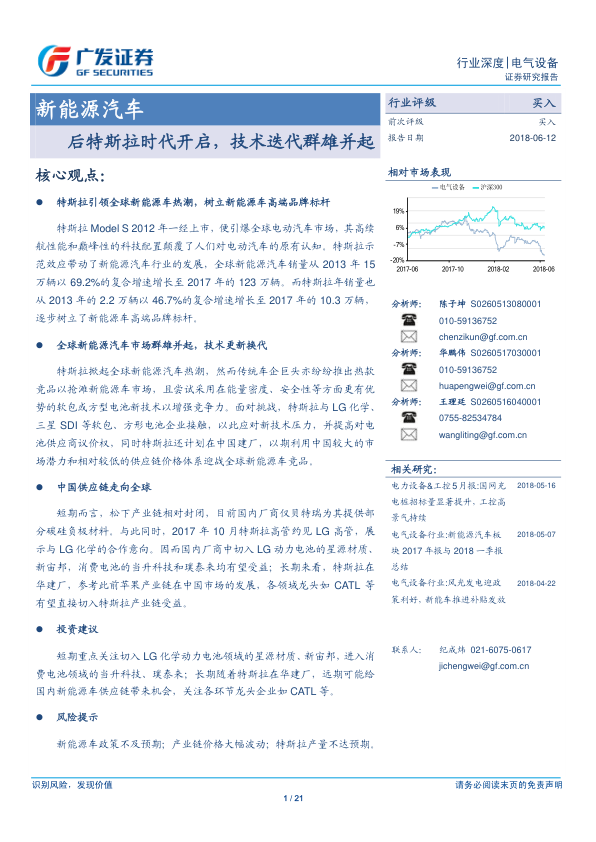 广发证券
GF SECURITIES
行业深度|电气设备
证券研究报告
新能源汽车
后特斯拉时代开启，技术迭代群雄并起
核心观点：
● 特斯拉引领全球新能源车热潮，树立新能源车高端品牌标杆
特斯拉 Model S 2012 年一经上市，便引爆全球电动汽车市场，其高续
航性能和巅峰性的科技配置颠覆了人们对电动汽车的原有认知。特斯拉示
范效应带动了新能源汽车行业的发展，全球新能源汽车销量从 2013 年 15
万辆以 69.2%的复合增速增长至 2017 年的 123 万辆。而特斯拉年销量也
从 2013 年的 2.2 万辆以 46.7%的复合增速增长至 2017 年的 10.3 万辆，
逐步树立了新能源车高端品牌标杆。
● 全球新能源汽车市场群雄并起，技术更新换代
特斯拉掀起全球新能源汽车热潮，然而传统车企巨头亦纷纷推出热款
竞品以抢滩新能源车市场，且尝试采用在能量密度，安全性等方面更有优
势的软包或方型电池新技术以增强竞争力。面对挑战，特斯拉与 LG 化学、
三星 SDI 等软包、方形电池企业接触，以此应对新技术压力，并提高对电
池供应商议价权。同时特斯拉还计划在中国建厂，以期利用中国较大的市
场潜力和相对较低的供应链价格体系迎战全球新能源车竞品。
● 中国供应链走向全球
短期而言，松下产业链相对封闭，目前国内厂商仅贝特瑞为其提供部
分碳硅负极材料。与此同时，2017 年 10 月特斯拉高管约见 LG 高管，展
示与 LG 化学的合作意向。因而国内厂商中切入 LG 动力电池的星源材质、
新宙邦，消费电池的当升科技和璞泰来均有望受益；长期来看，特斯拉在
华建厂，参考此前苹果产业链在中国市场的发展，各领域龙头如 CATL 等
有望直接切入特斯拉产业链受益。
● 投资建议
短期重点关注切入 LG 化学动力电池领域的星源材质、新宙邦，进入消
费电池领域的当升科技、璞泰来；长期随着特斯拉在华建厂，远期可能给
国内新能源车供应链带来机会，关注各环节龙头企业如 CATL 等。
● 风险提示
新能源车政策不及预期；产业链价格大幅波动；特斯拉产量不达预期。
行业评级 买入
前次评级 买入
报告日期 2018-06-12
相对市场表现
电气设备 沪深300
19%
6%
-7%
-20%
2017-06 2017-10 2018-02 2018-06
分析师： 陈子坤 S0260513080001
010-59136752
chenzikun@gf.com.cn
分析师： 华鹏伟 S0260517030001
010-59136752
huapengwei@gf.com.cn
分析师： 王理廷 S0260516040001
0755-82534784
wangliting@gf.com.cn
相关研究：
电力设备&工控 5 月报:国网充 2018-05-16
电桩招标量显著提升，工控高
景气持续
电气设备行业:新能源汽车板 2018-05-07
块 2017 年报与 2018 一季报
总结
电气设备行业:风光发电迎政 2018-04-22
策利好，新能车推进补贴发放
联系人： 纪成炜 021-6075-0617
jichengwei@gf.com.cn
识别风险，发现价值 请务必阅读末页的免责声明
1 / 21